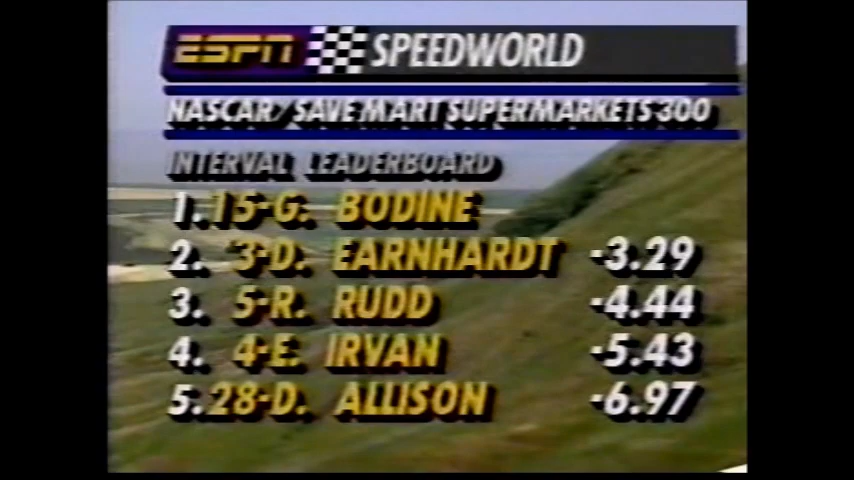 ESPN SPEEDWORLD
NASCAR/SAVE MART SUPERMARKETS 300
INTERVAL LEADERBOARD
1. 15-G. BODINE
2. 3-D. EARNHARDT -3.29
3. 5-R. RUDD -4.44
4. 4-E. IRVAN -5.43
5. 28-D. ALLISON -6.97